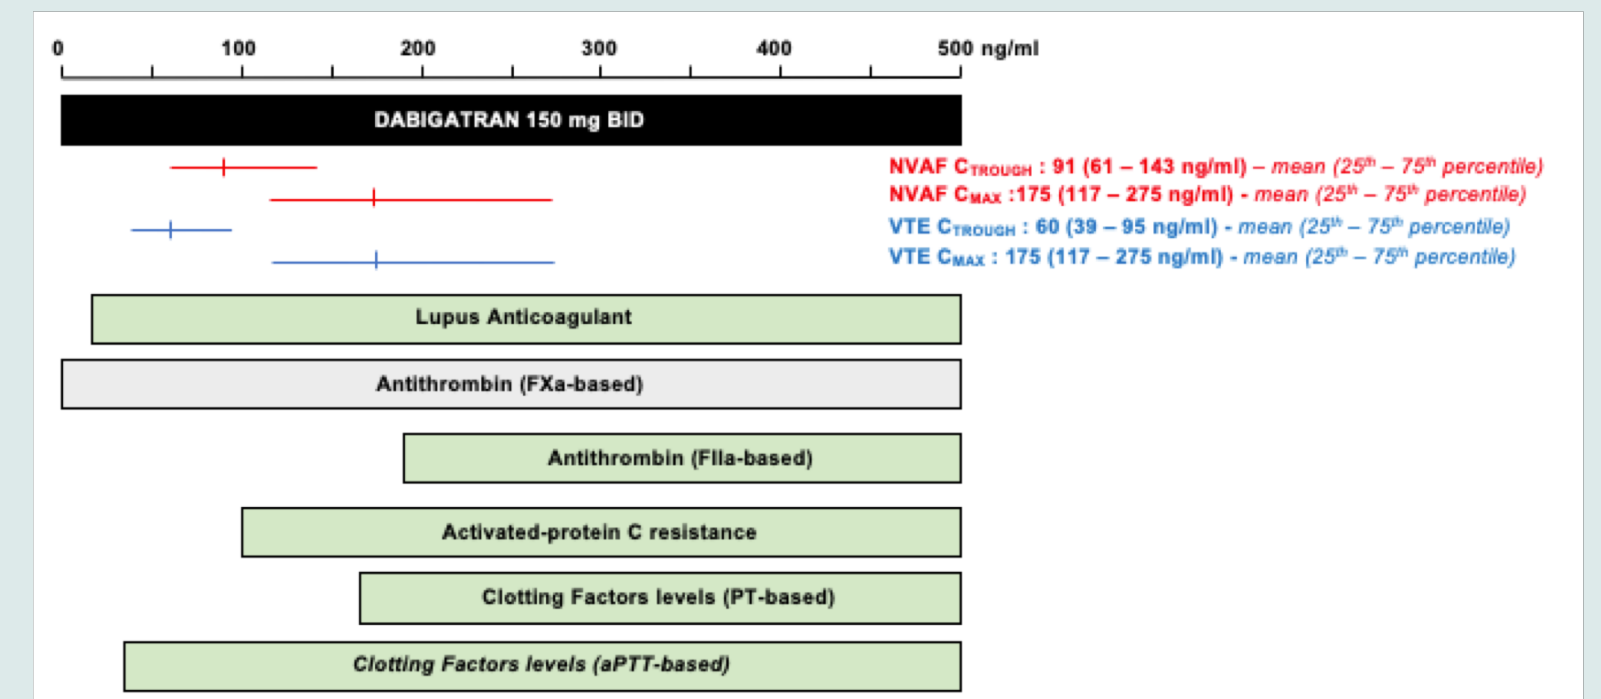 0 100 200 300 400 500 ng/ml
DABIGATRAN 150 mg BID
NVAF CTROUGH : 91 (61 – 143 ng/ml) – mean (25th – 75th percentile)
NVAF CMAX :175 (117 – 275 ng/ml) - mean (25th – 75th percentile)
VTE CTROUGH : 60 (39 – 95 ng/ml) - mean (25th – 75th percentile)
VTE CMAX : 175 (117 – 275 ng/ml) - mean (25th – 75th percentile)
Lupus Anticoagulant
Antithrombin (FXa-based)
Antithrombin (FIIa-based)
Activated-protein C resistance
Clotting Factors levels (PT-based)
Clotting Factors levels (aPTT-based)